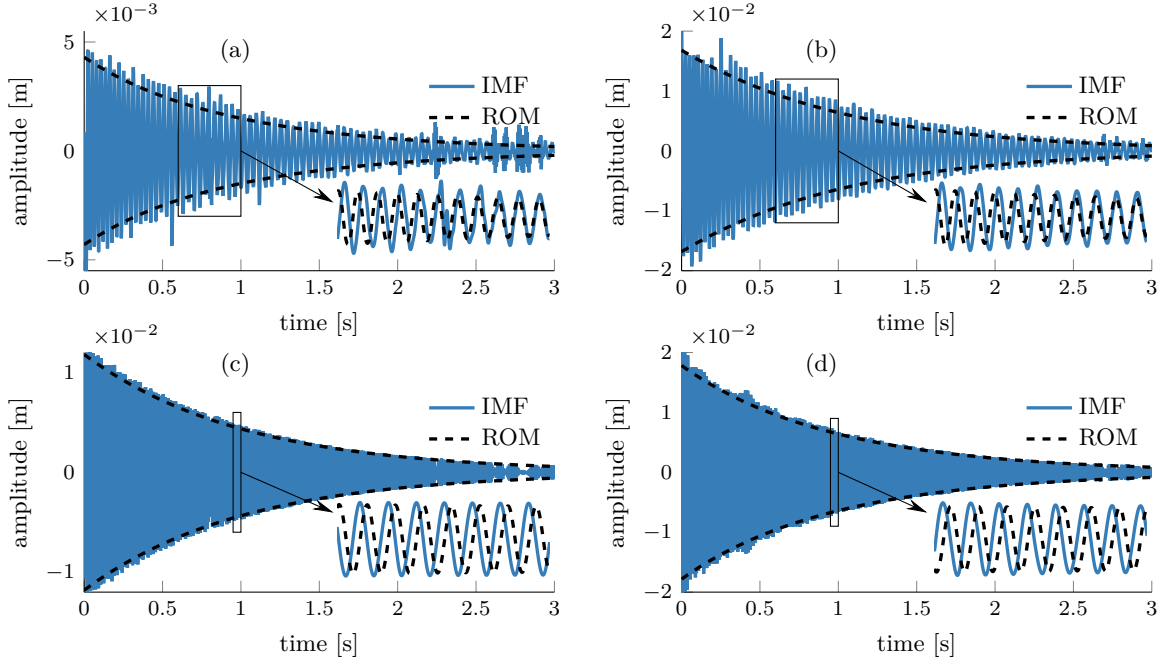 ×10⁻³
(a)
IMF
ROM
amplitude [m]
5
0
−5
0 0.5 1 1.5 2 2.5 3
time [s]
×10⁻²
(b)
IMF
ROM
amplitude [m]
2
1
0
−1
−2
0 0.5 1 1.5 2 2.5 3
time [s]
×10⁻²
(c)
IMF
ROM
amplitude [m]
1
0
−1
0 0.5 1 1.5 2 2.5 3
time [s]
×10⁻²
(d)
IMF
ROM
amplitude [m]
2
1
0
−1
−2
0 0.5 1 1.5 2 2.5 3
time [s]